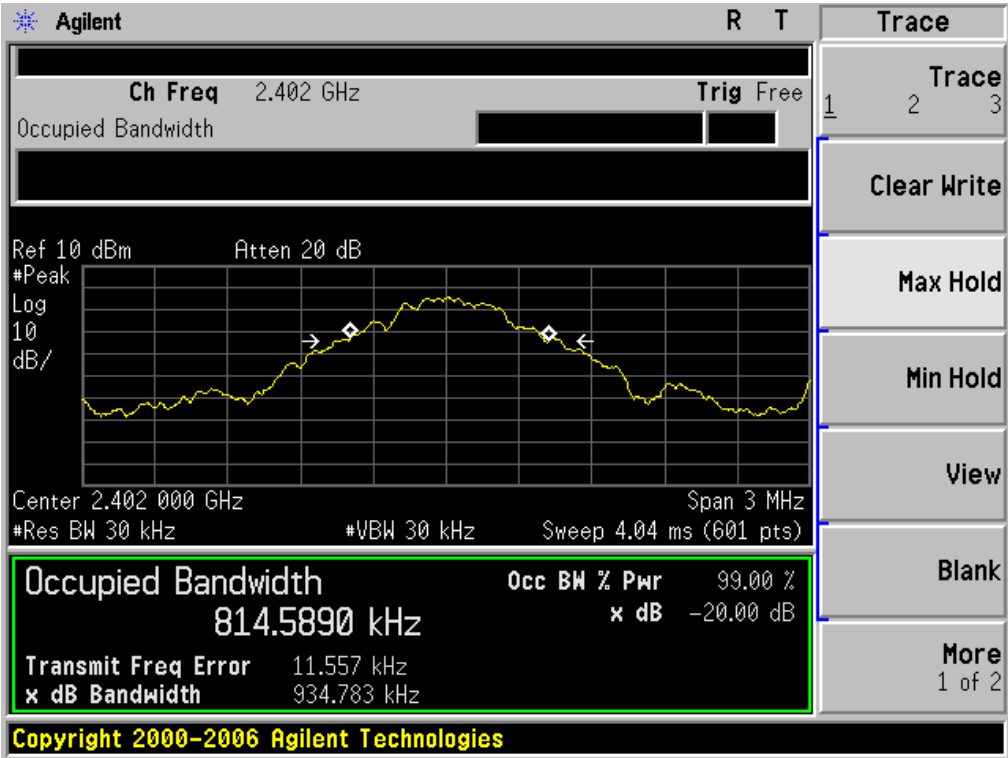 Agilent R T Trace
Ch Freq 2.402 GHz Trig Free
Occupied Bandwidth
Trace
1 2 3
Clear Write
Max Hold
Min Hold
View
Blank
More
1 of 2
Ref 10 dBm Atten 20 dB
#Peak
Log
10
dB/
Center 2.402 000 GHz Span 3 MHz
#Res BW 30 kHz #VBW 30 kHz Sweep 4.04 ms (601 pts)
Occupied Bandwidth Occ BW % Pwr 99.00 %
814.5890 kHz x dB -20.00 dB
Transmit Freq Error 11.557 kHz
x dB Bandwidth 934.783 kHz
Copyright 2000-2006 Agilent Technologies